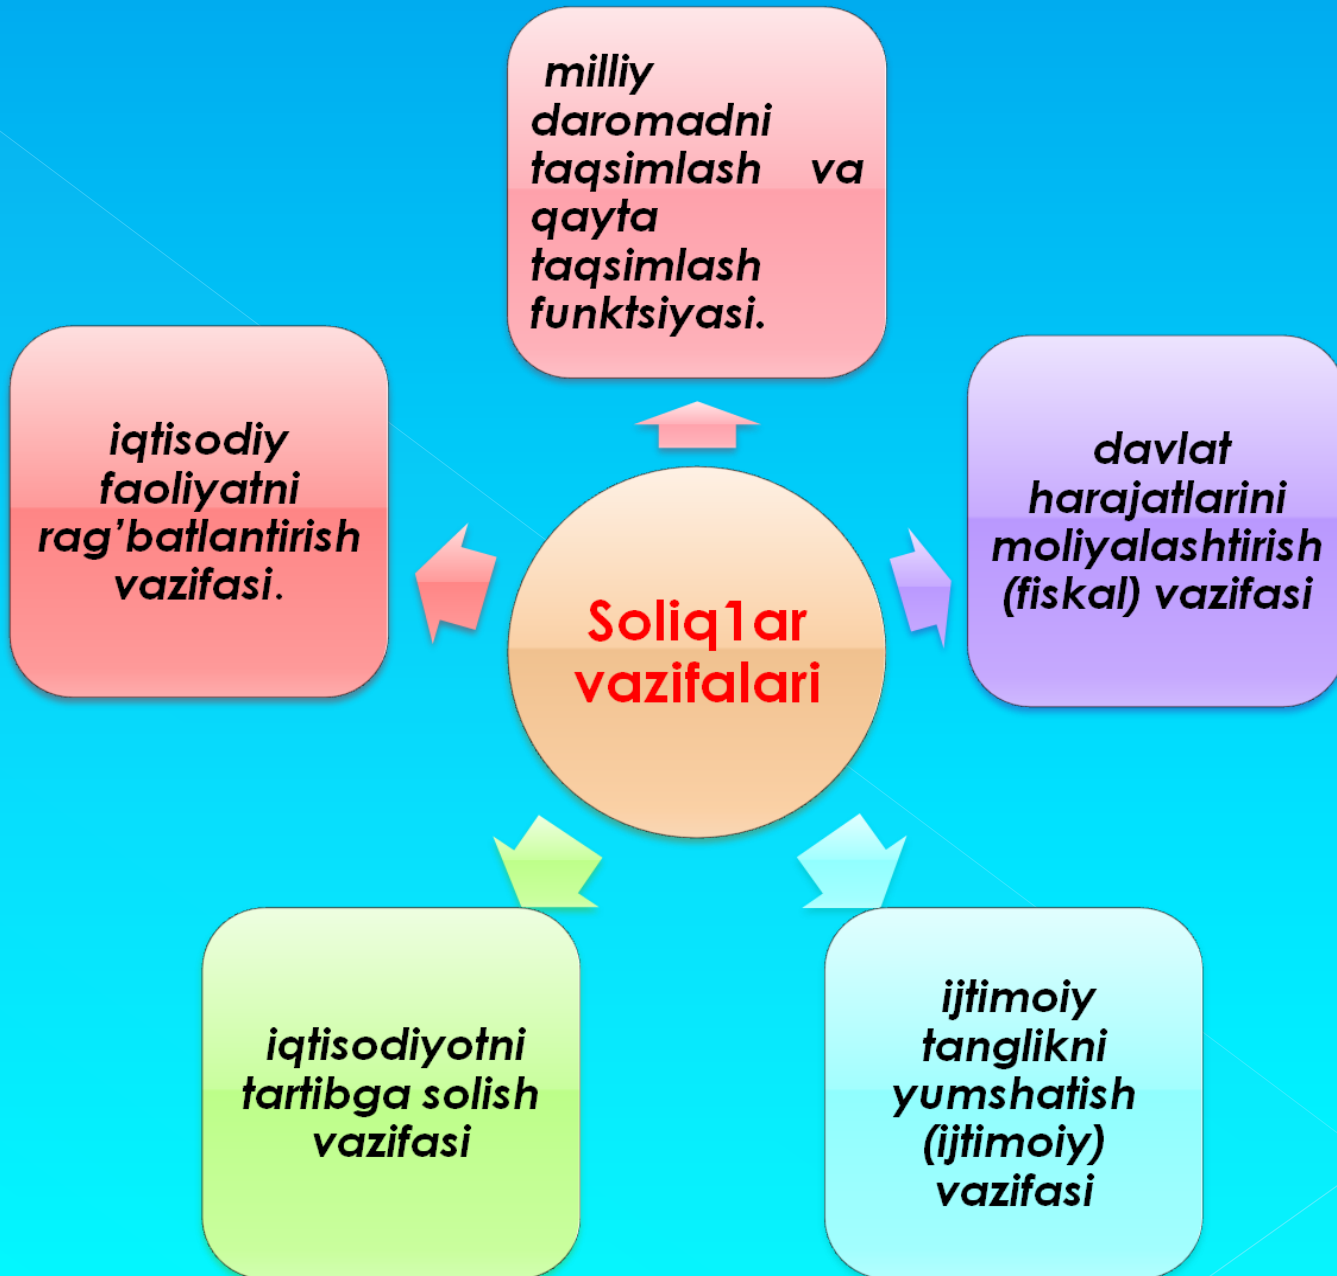 milliy
daromadni
taqsimlash va
qayta
taqsimlash
funktsiyasi.
iqtisodiy
faoliyatni
rag’batlantirish
vazifasi.
davlat
harajatlarini
moliyalashtirish
(fiskal) vazifasi
Soliq1ar
vazifalari
iqtisodiyotni
tartibga solish
vazifasi
ijtimoiy
tanglikni
yumshatish
(ijtimoiy)
vazifasi